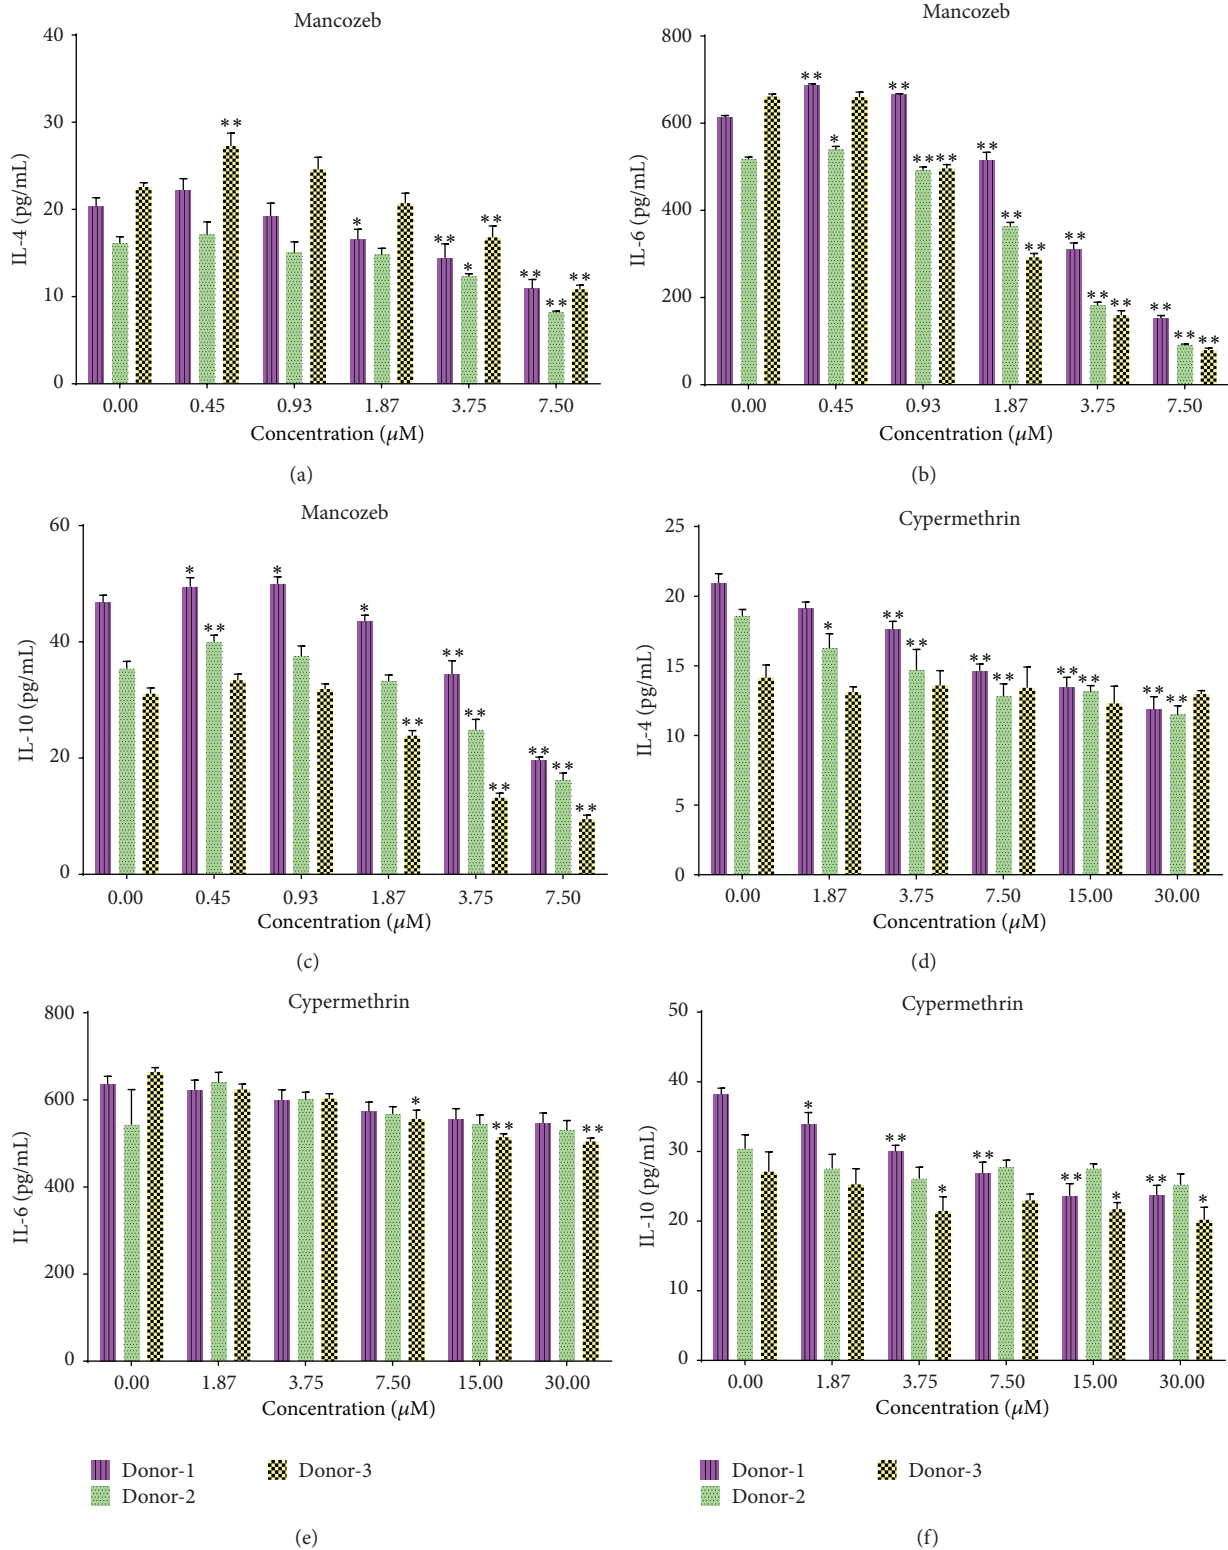 Mancozeb
40
30
20
10
0
IL-4 (pg/mL)
** * ** * ** ** ** **
0.00 0.45 0.93 1.87 3.75 7.50
Concentration (μM)
(a)
Mancozeb
800
600
400
200
0
IL-6 (pg/mL)
** * ** ** ** ** ** ** ** ** ** ** ** **
0.00 0.45 0.93 1.87 3.75 7.50
Concentration (μM)
(b)
Mancozeb
60
40
20
0
IL-10 (pg/mL)
* ** * * ** ** ** ** ** ** **
0.00 0.45 0.93 1.87 3.75 7.50
Concentration (μM)
(c)
Cypermethrin
25
20
15
10
5
0
IL-4 (pg/mL)
* ** ** ** ** ** ** ** **
0.00 1.87 3.75 7.50 15.00 30.00
Concentration (μM)
(d)
Cypermethrin
800
600
400
200
0
IL-6 (pg/mL)
* ** **
0.00 1.87 3.75 7.50 15.00 30.00
Concentration (μM)
Donor-1
Donor-2
Donor-3
(e)
Cypermethrin
50
40
30
20
10
0
IL-10 (pg/mL)
* ** * ** ** * ** *
0.00 1.87 3.75 7.50 15.00 30.00
Concentration (μM)
Donor-1
Donor-2
Donor-3
(f)